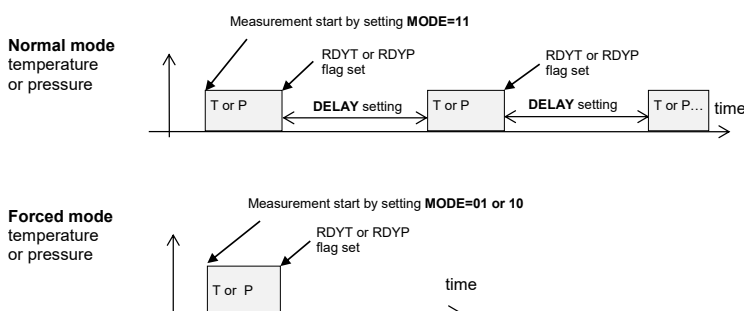 Measurement start by setting MODE=11
Normal mode
temperature
or pressure
RDYT or RDYP
flag set
RDYT or RDYP
flag set
T or P
DELAY setting
T or P
DELAY setting
T or P...
time
Measurement start by setting MODE=01 or 10
Forced mode
temperature
or pressure
RDYT or RDYP
flag set
T or P
time